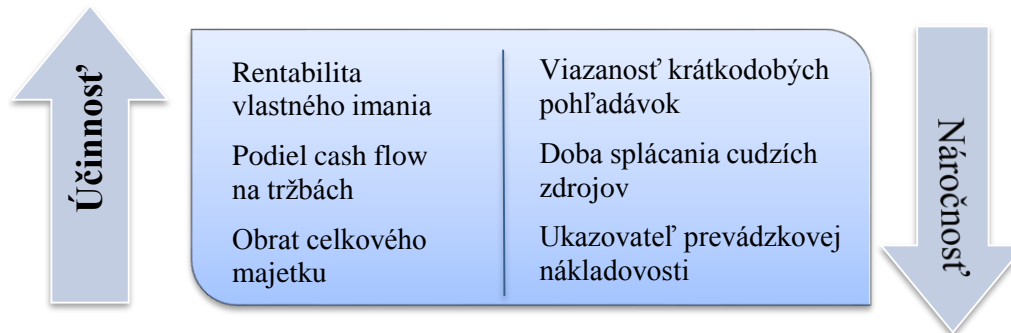 Účinnosť
Rentabilita
vlastného imania
Podiel cash flow
na tržbách
Obrat celkového
majetku
Viazanosť krátkodobých
pohľadávok
Doba splácania cudzích
zdrojov
Ukazovateľ prevádzkovej
nákladovosti
Náročnosť